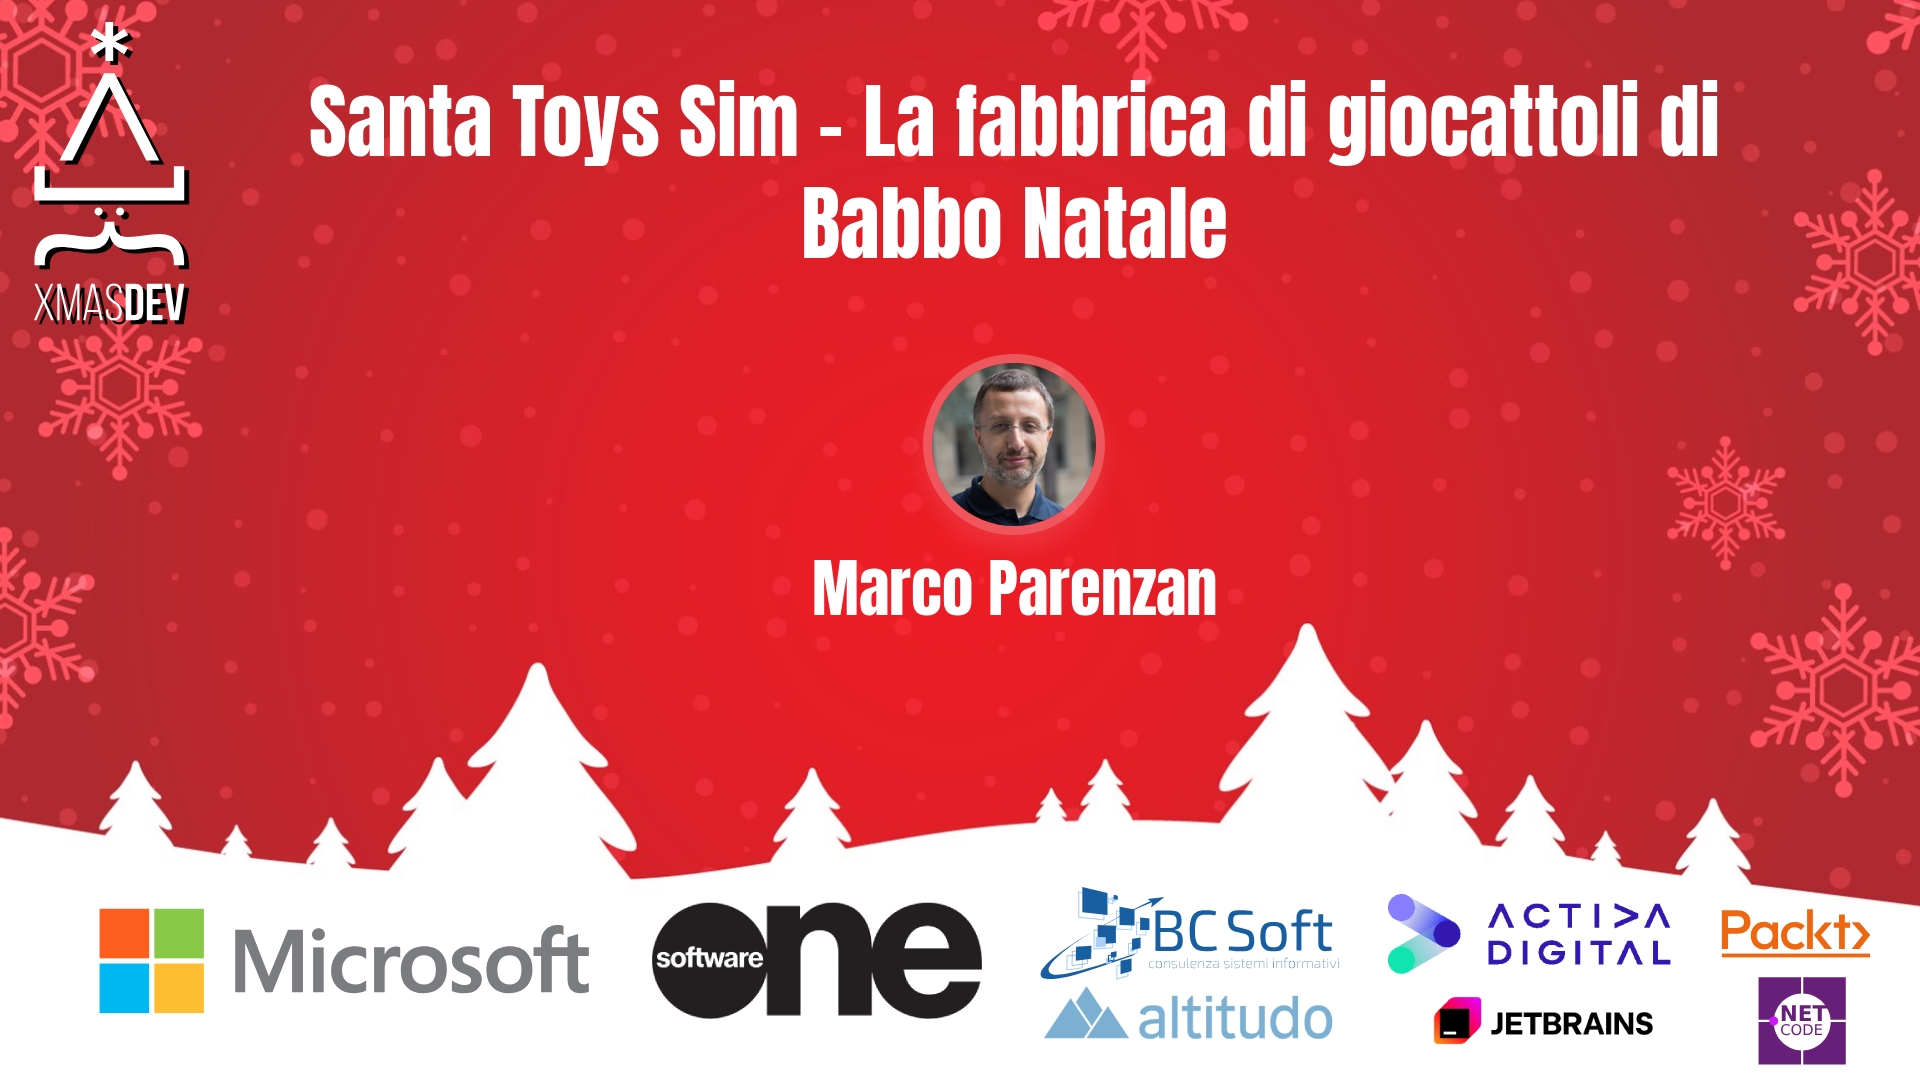 Santa Toys Sim - La fabbrica di giocattoli di
Babbo Natale
XMASDEV
Marco Parenzan
Microsoft
software one
BC Soft
consulenza sistemi informativi
altitudo
ACTIVA
DIGITAL
JETBRAINS
Packt>
.NET
CODE